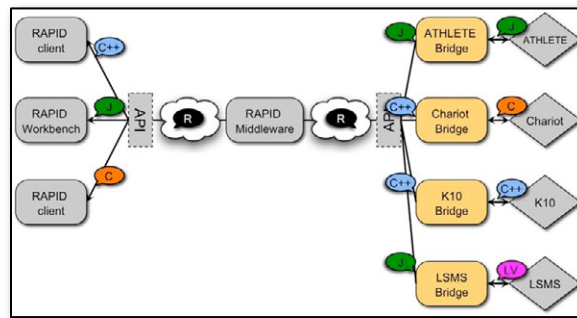 RAPID
client
C++
RAPID
Workbench
J
RAPID
client
C
API
R
RAPID
Middleware
R
API
J
ATHLETE
Bridge
J
ATHLETE
C++
Chariot
Bridge
C
Chariot
C++
K10
Bridge
C++
K10
J
LSMS
Bridge
LV
LSMS